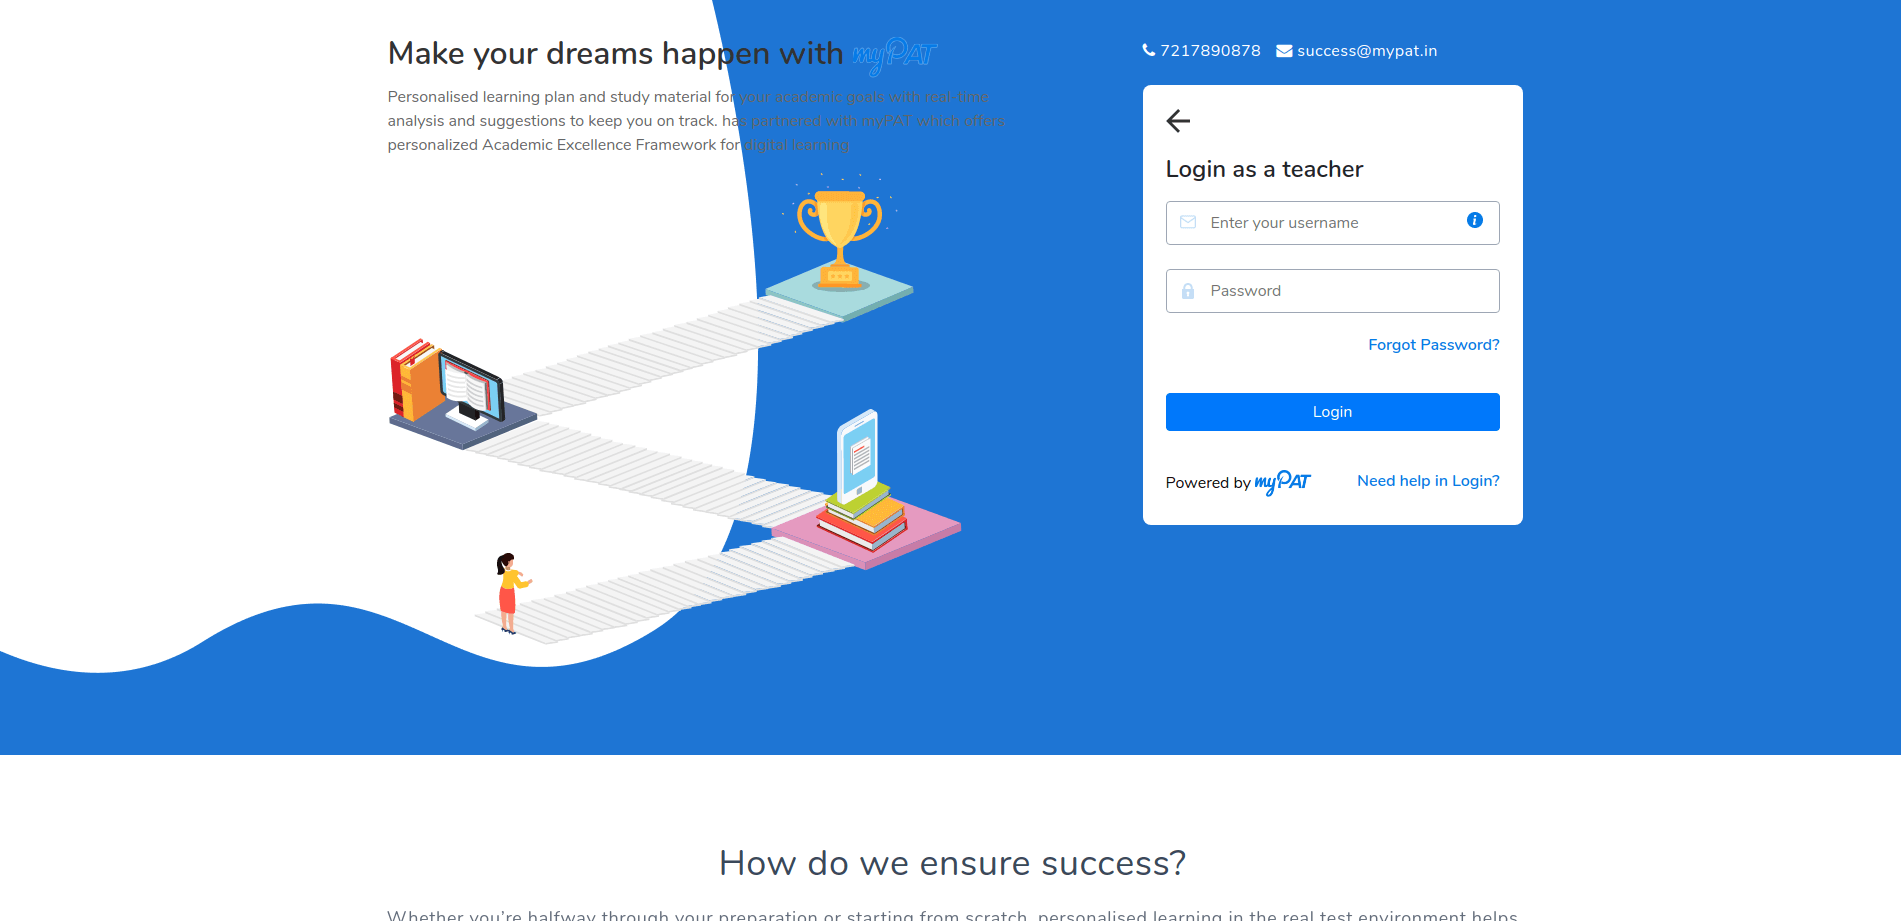 Make your dreams happen with myPAT
Personalised learning plan and study material for your academic goals with real-time
analysis and suggestions to keep you on track. has partnered with myPAT which offers
personalized Academic Excellence Framework for digital learning.
7217890878 success@mypat.in
Login as a teacher
Enter your username
Password
Forgot Password?
Login
Powered by myPAT
Need help in Login?
How do we ensure success?
Whether you're halfway through your preparation or starting from scratch, personalised learning in the real test environment helps